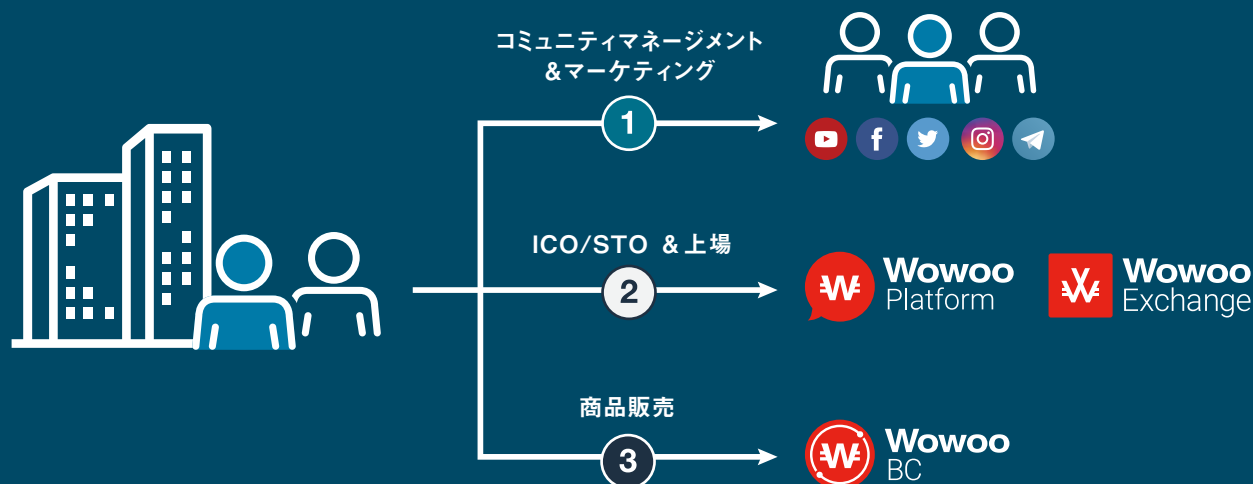 コミュニティマネージメント
&マーケティング
1
f
ICO/STO &上場
2
Wowoo
Platform
Wowoo
Exchange
商品販売
3
Wowoo
BC